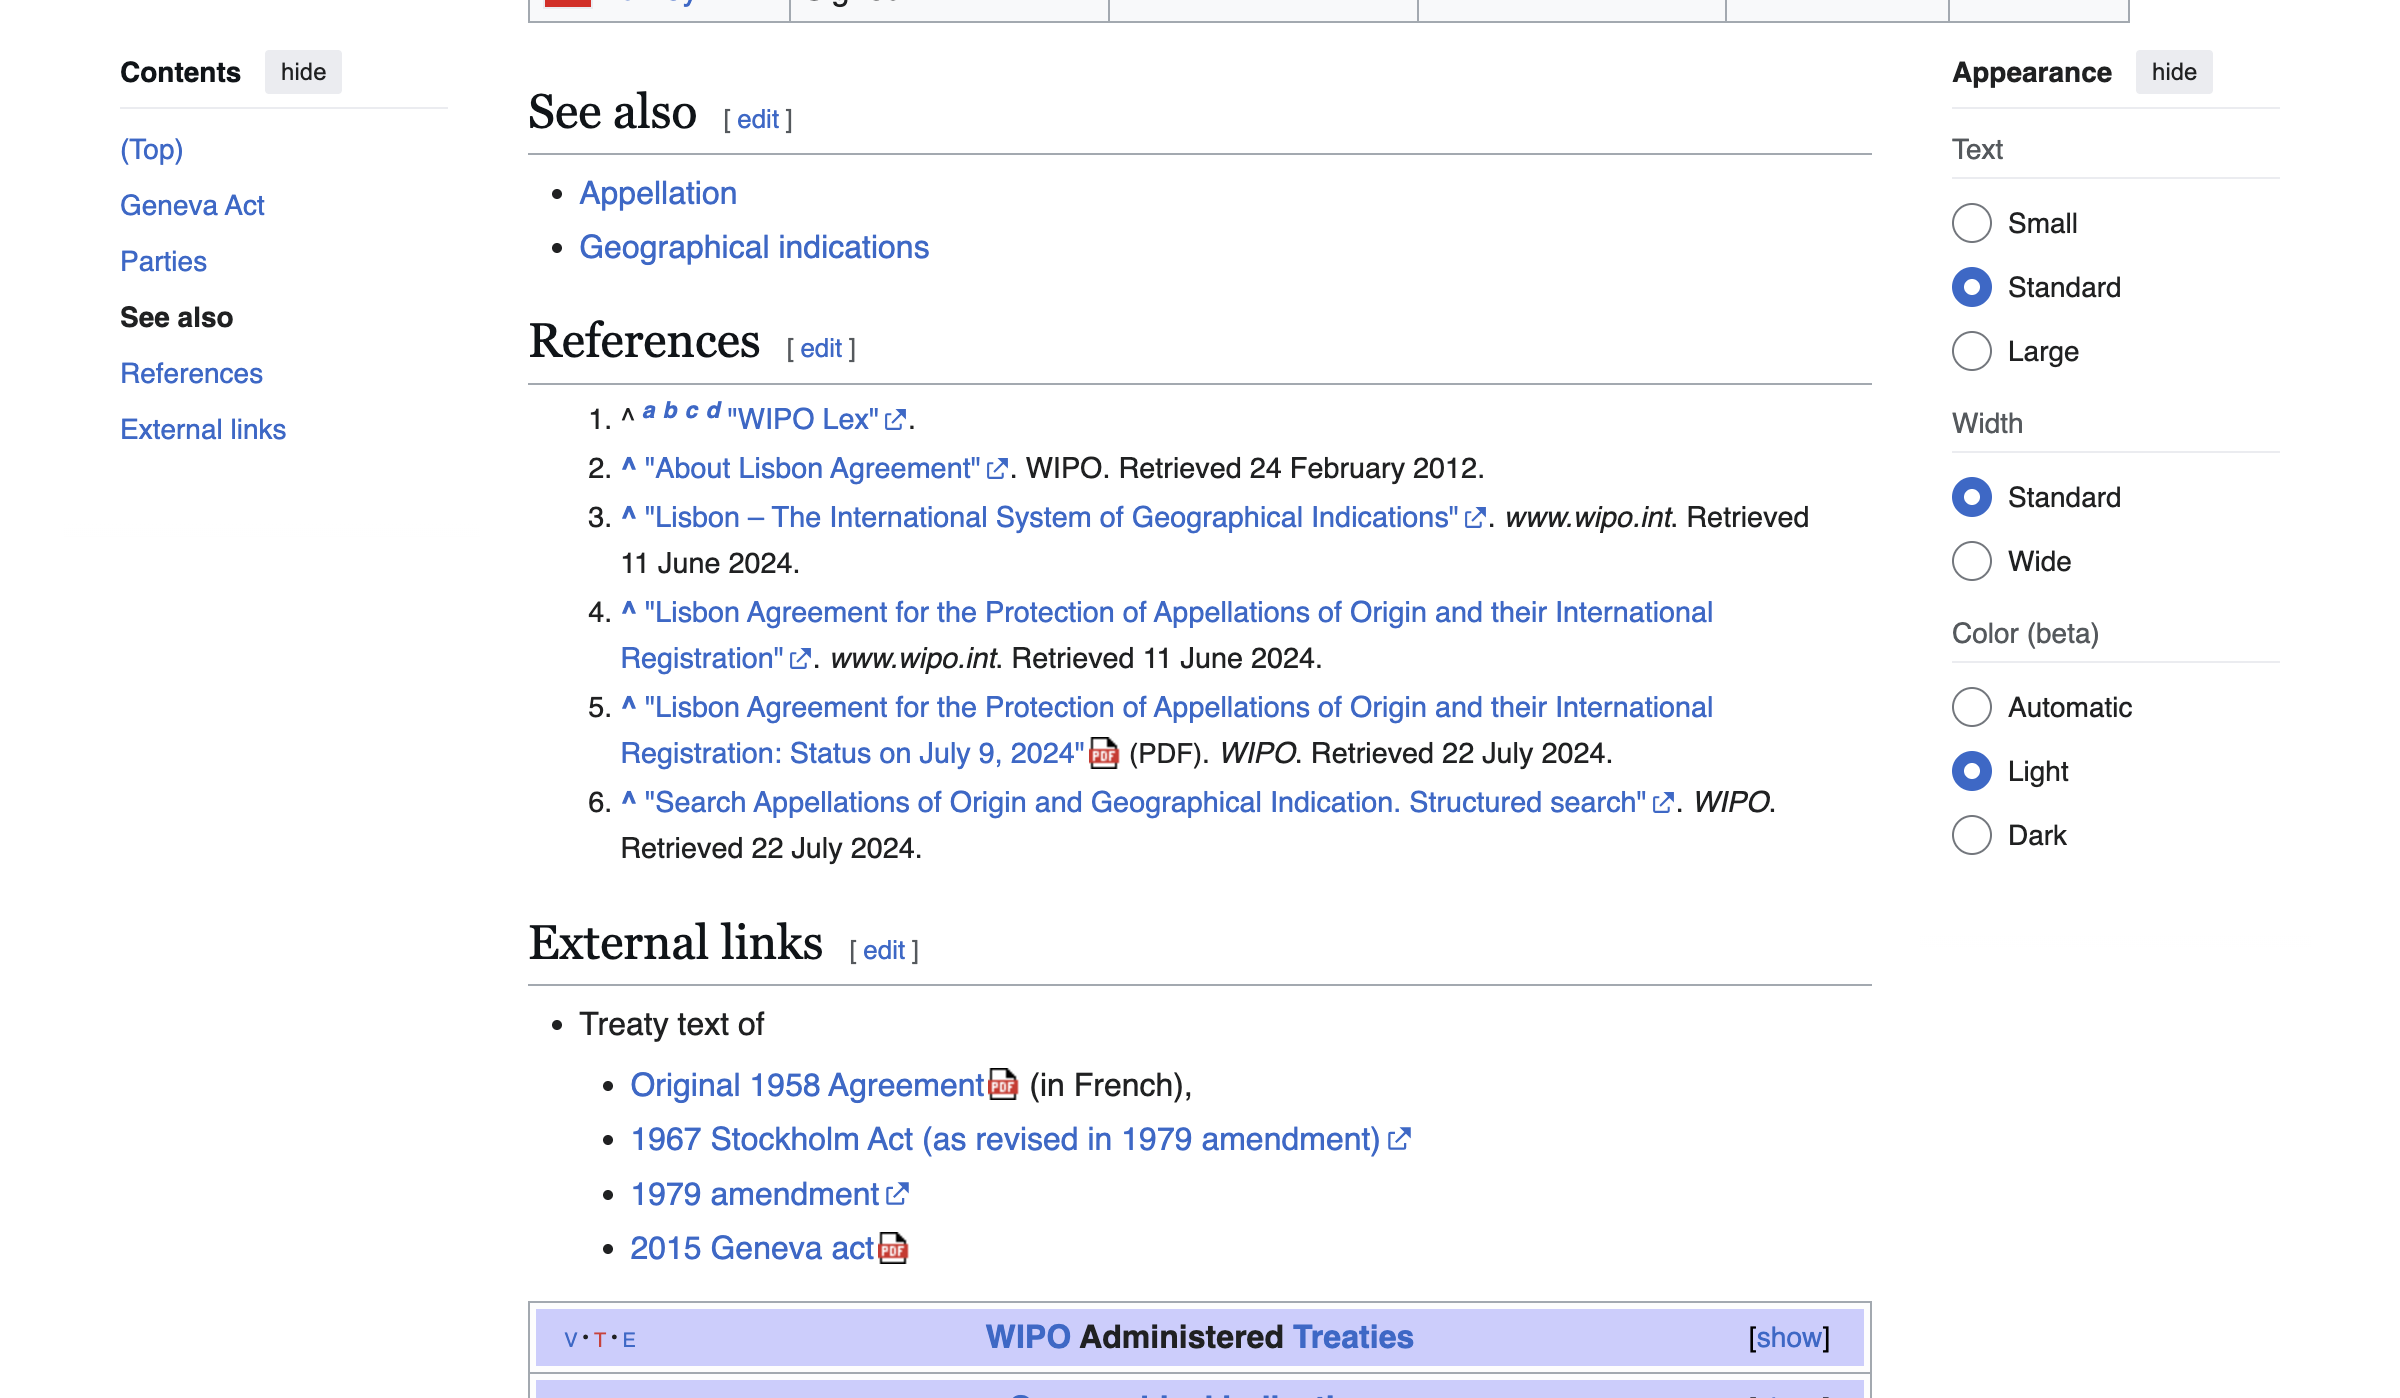 Contents hide
(Top)
Geneva Act
Parties
See also
References
External links
See also [ edit ]
• Appellation
• Geographical indications
References [ edit ]
1. ^ a b c d "WIPO Lex".
2. ^ "About Lisbon Agreement". WIPO. Retrieved 24 February 2012.
3. ^ "Lisbon – The International System of Geographical Indications". www.wipo.int. Retrieved
11 June 2024.
4. ^ "Lisbon Agreement for the Protection of Appellations of Origin and their International
Registration". www.wipo.int. Retrieved 11 June 2024.
5. ^ "Lisbon Agreement for the Protection of Appellations of Origin and their International
Registration: Status on July 9, 2024" PDF (PDF). WIPO. Retrieved 22 July 2024.
6. ^ "Search Appellations of Origin and Geographical Indication. Structured search". WIPO.
Retrieved 22 July 2024.
External links [ edit ]
• Treaty text of
• Original 1958 Agreement PDF (in French),
• 1967 Stockholm Act (as revised in 1979 amendment)
• 1979 amendment
• 2015 Geneva act PDF
V · T · E WIPO Administered Treaties [show]
Appearance hide
Text
Small
Standard
Large
Width
Standard
Wide
Color (beta)
Automatic
Light
Dark